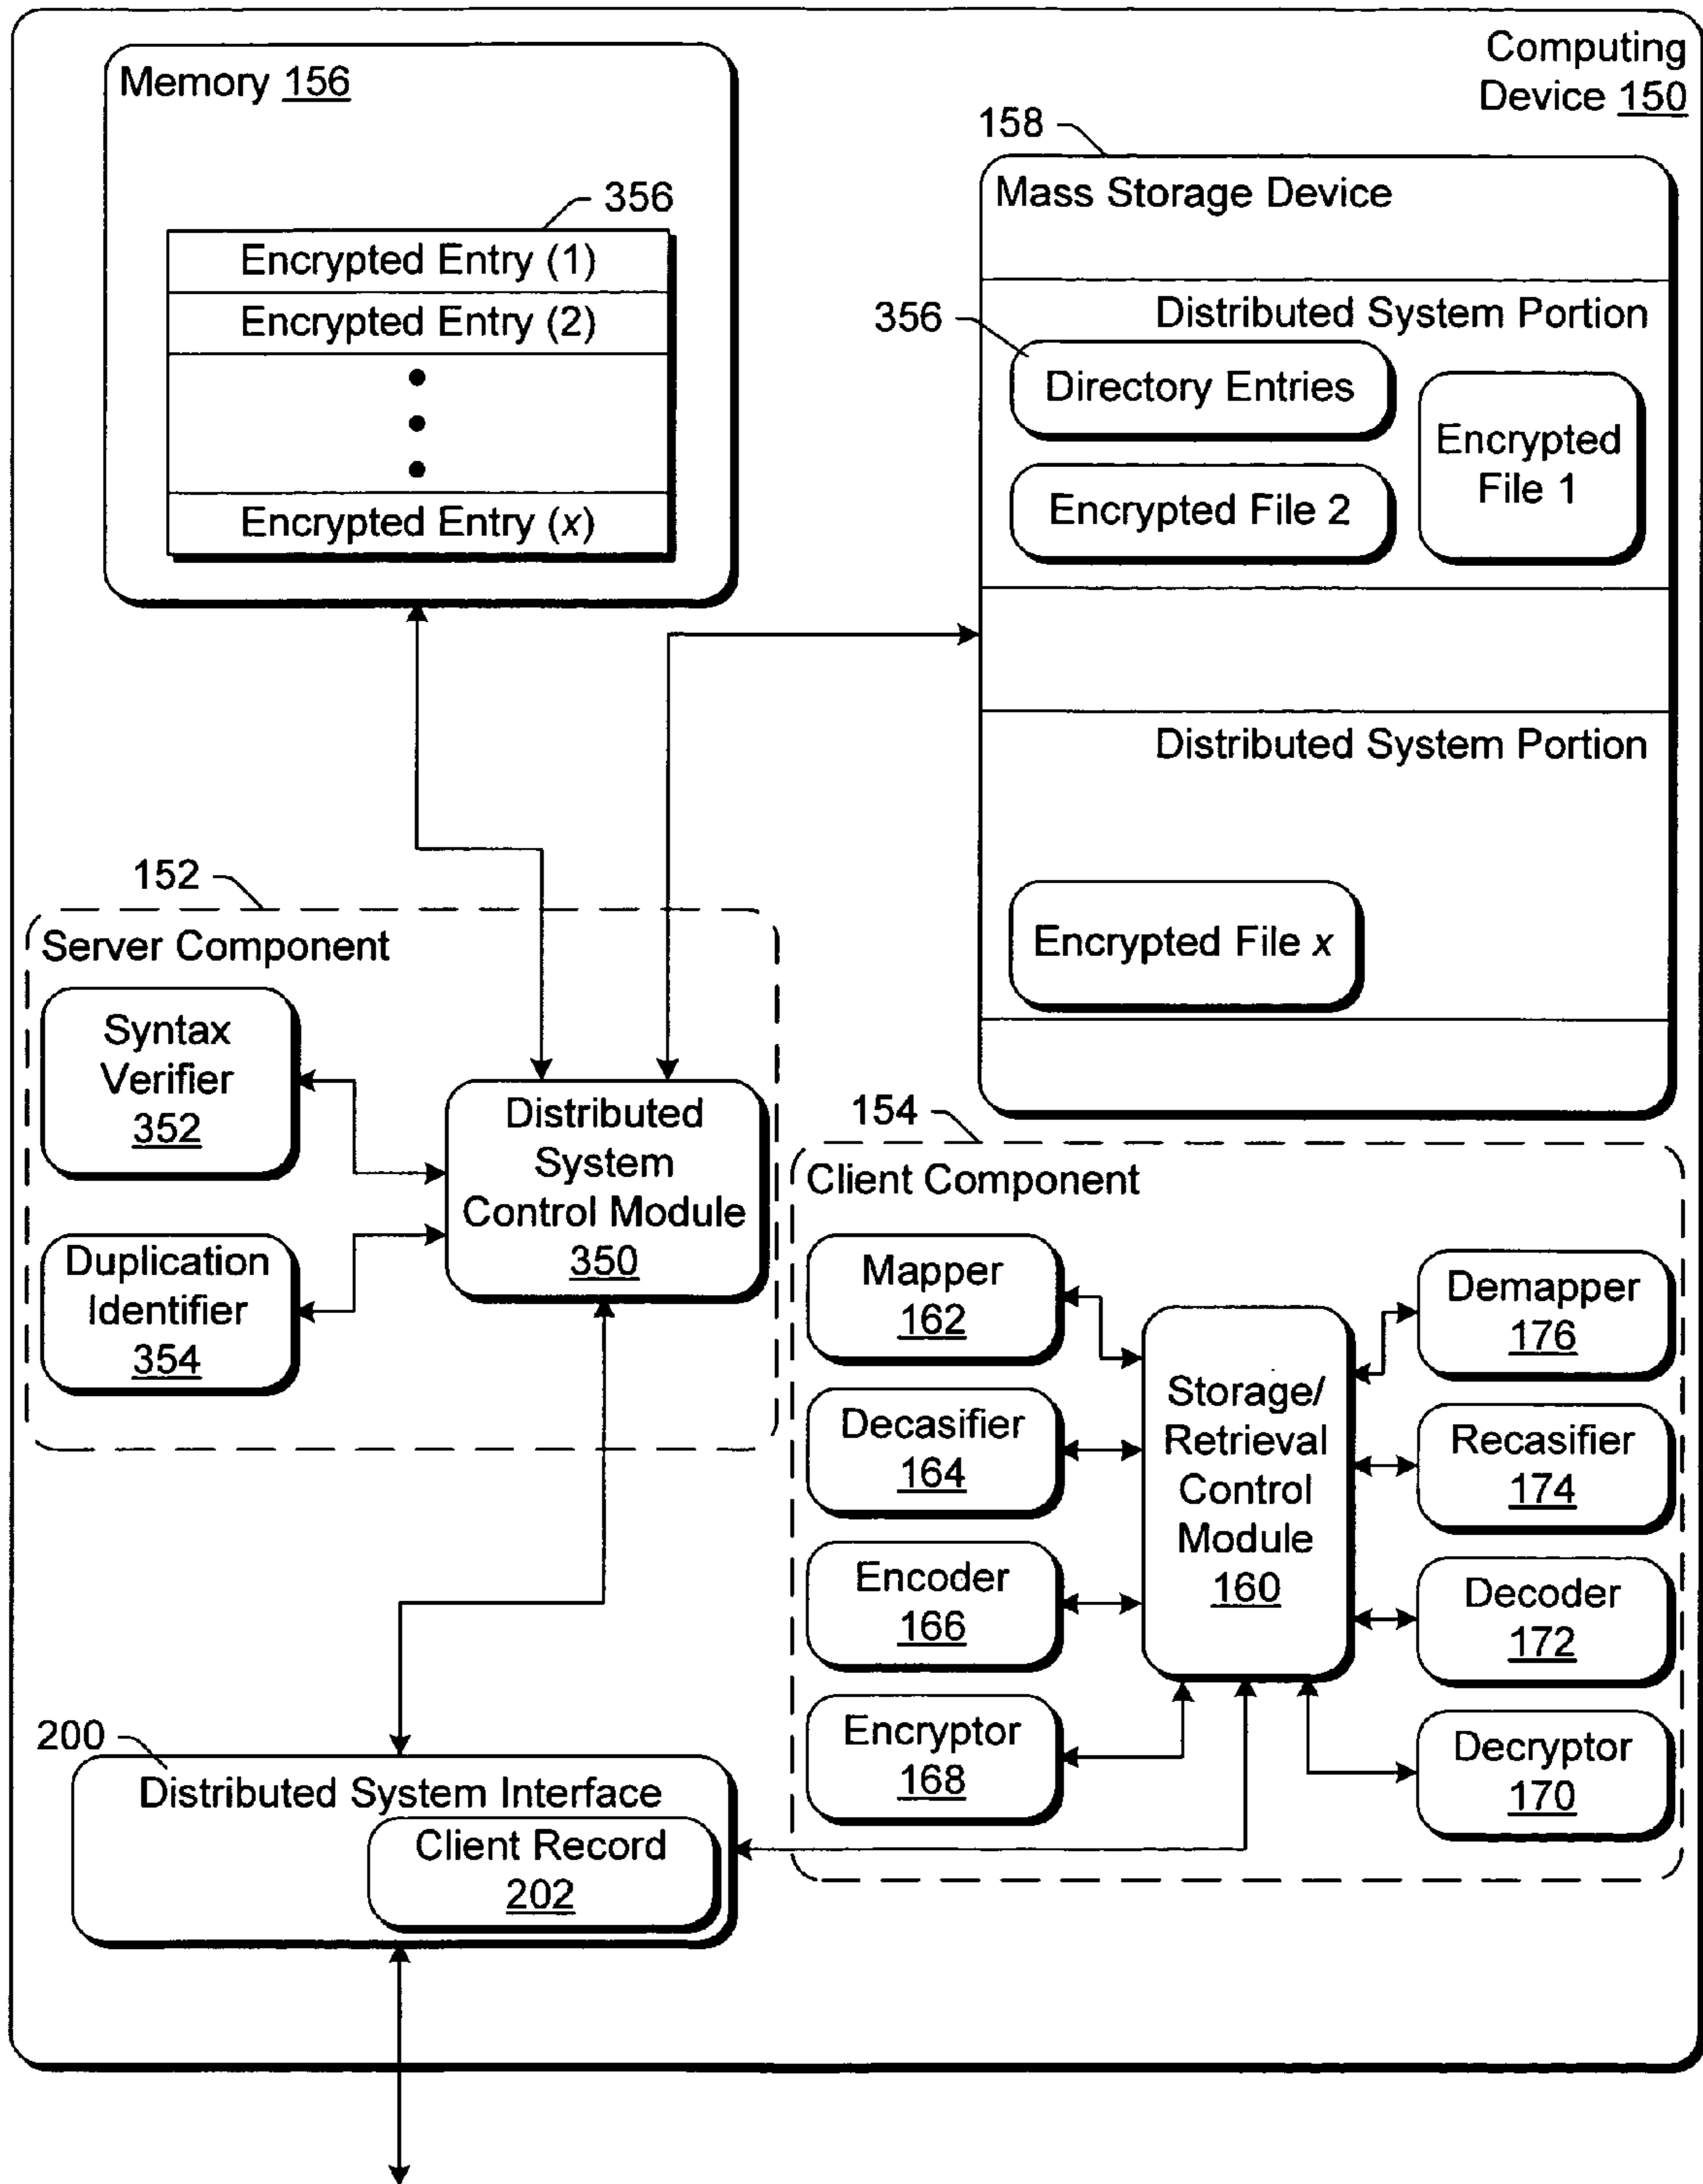 Computing
Device 150
Memory 156
356
Encrypted Entry (1)
Encrypted Entry (2)
Encrypted Entry (x)
158
Mass Storage Device
Distributed System Portion
356
Directory Entries
Encrypted
File 1
Encrypted File 2
Distributed System Portion
Encrypted File x
152
Server Component
Syntax
Verifier
352
Duplication
Identifier
354
Distributed
System
Control Module
350
154
Client Component
Mapper
162
Decasifier
164
Encoder
166
Encryptor
168
Storage/
Retrieval
Control
Module
160
Demapper
176
Recasifier
174
Decoder
172
Decryptor
170
200
Distributed System Interface
Client Record
202